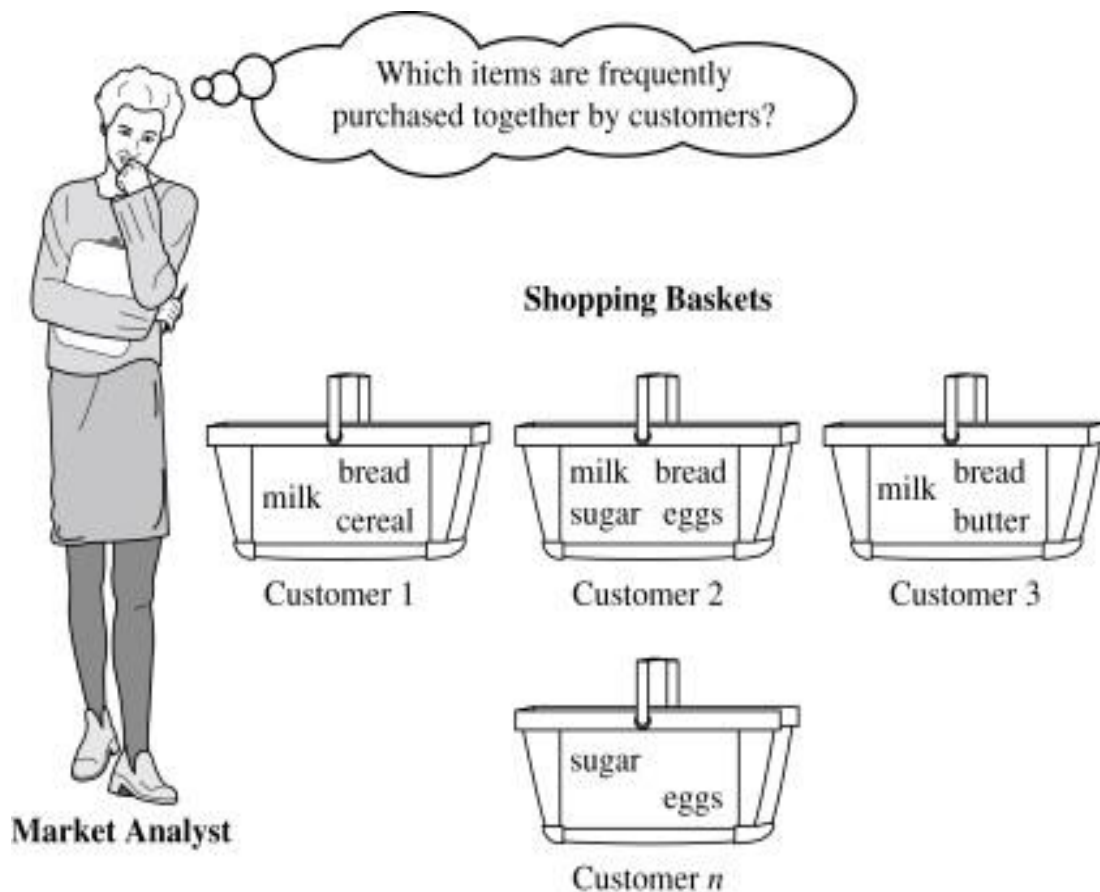 Which items are frequently
purchased together by customers?
Shopping Baskets
milk
bread
cereal
Customer 1
milk bread
sugar eggs
Customer 2
milk
bread
butter
Customer 3
sugar
eggs
Customer n
Market Analyst